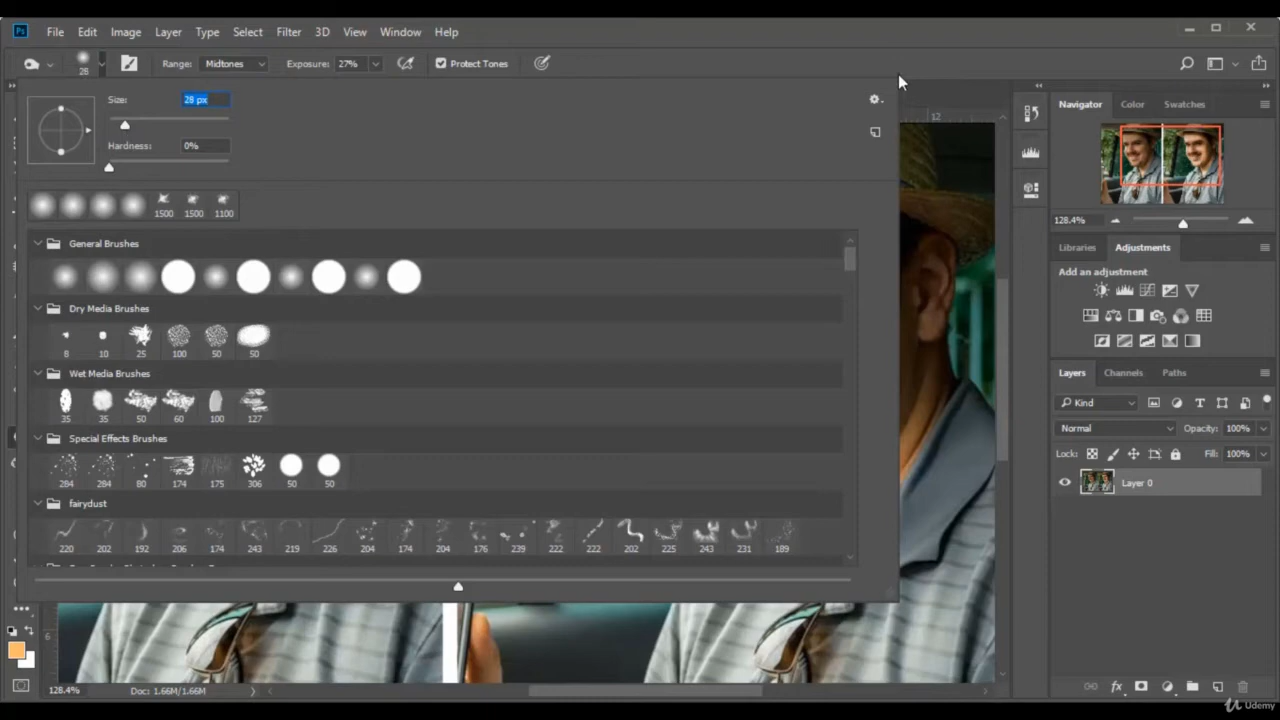 Ps File Edit Image Layer Type Select Filter 3D View Window Help
28 Range: Midtones Exposure: 27% Protect Tones
Size: 28 px
Hardness: 0%
1500 1500 1100
General Brushes
Dry Media Brushes
8 10 25 100 50 50
Wet Media Brushes
35 35 50 60 100 127
Special Effects Brushes
284 284 80 174 175 306 50 50
fairydust
220 202 192 206 174 243 219 226 204 174 204 176 239 222 222 202 225 243 231 189
12
6
128.4% Doc: 1.66M/1.66M
Navigator Color Swatches
128.4%
Libraries Adjustments
Add an adjustment
Layers Channels Paths
Kind
Normal Opacity: 100%
Lock: Fill: 100%
Layer 0
fx
Udemy